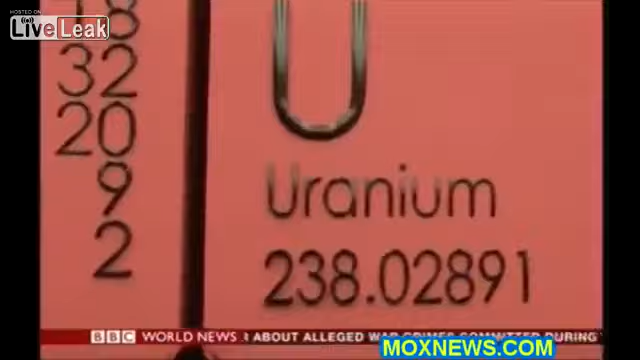 HOSTED ON
LiveLeak
18
32
20
9
2
U
Uranium
238.02891
BBC WORLD NEWS ABOUT ALLEGED WAR CRIMES COMMITTED DURING
MOXNEWS.COM